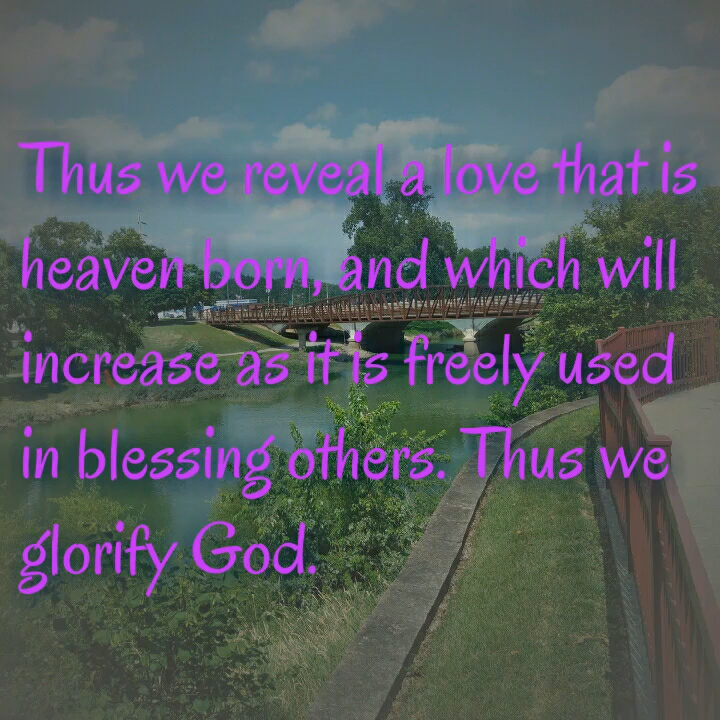 Thus we reveal a love that is
heaven born, and which will
increase as it is freely used
in blessing others. Thus we
glorify God.